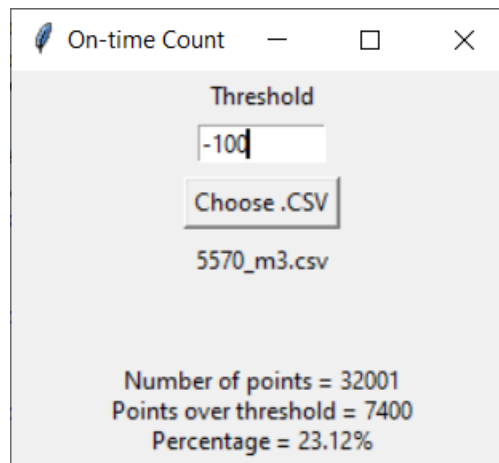 On-time Count
Threshold
-100
Choose .CSV
5570_m3.csv
Number of points = 32001
Points over threshold = 7400
Percentage = 23.12%